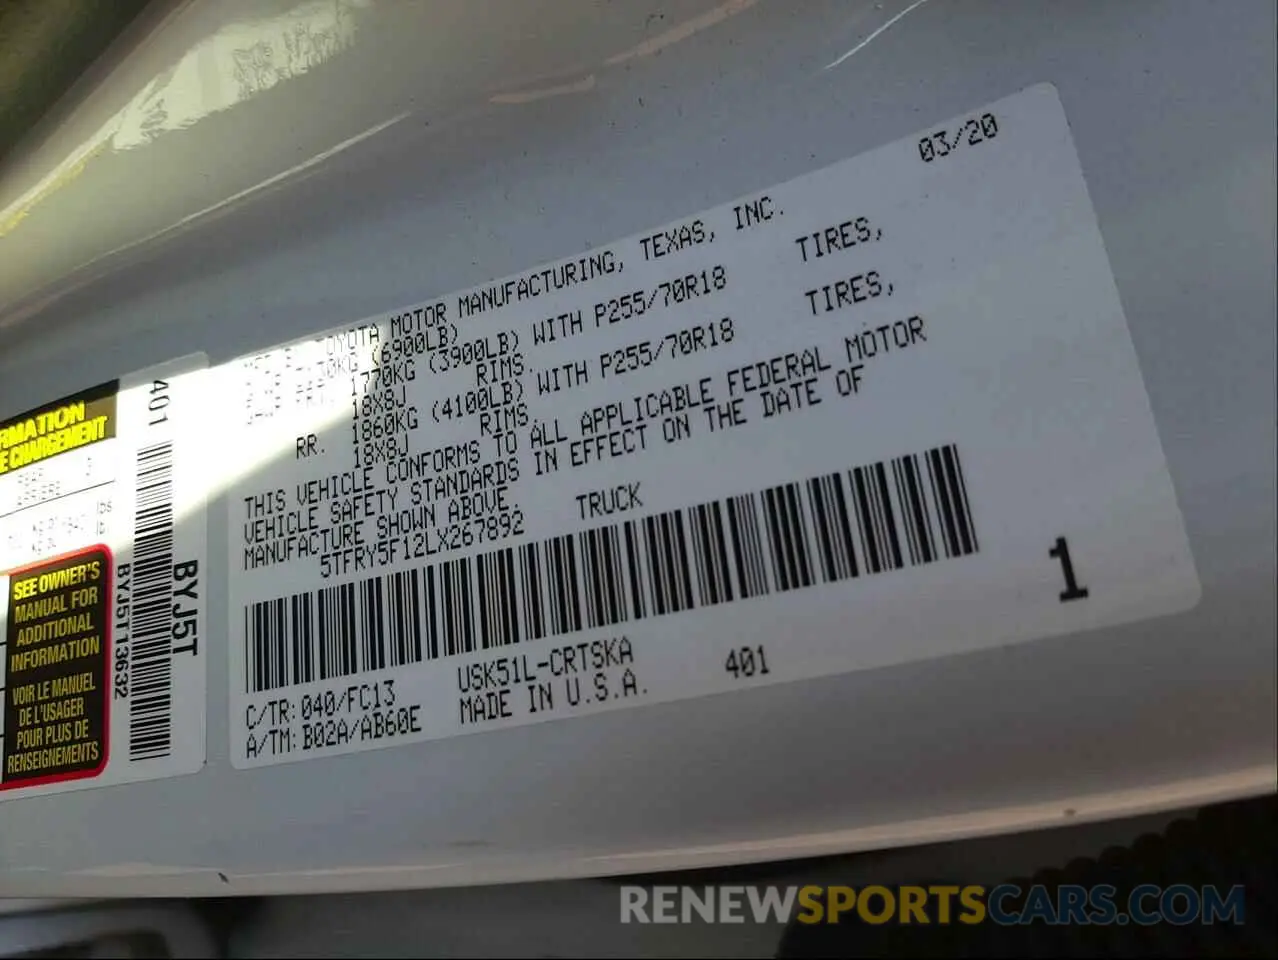 03/20
MOTOR MANUFACTURING, TEXAS, INC.
(6900LB)
1770KG (3900LB) WITH P255/70R18 TIRES,
18X8J RIMS.
RR. 1860KG (4100LB) WITH P255/70R18 TIRES,
18X8J RIMS
THIS VEHICLE CONFORMS TO ALL APPLICABLE FEDERAL MOTOR
VEHICLE SAFETY STANDARDS IN EFFECT ON THE DATE OF
MANUFACTURE SHOWN ABOVE.
5TFRY5F12LX267892 TRUCK
1
C/TR: 040/FC13 USK51L-CRTSKA 401
A/TM: B02A/AB60E MADE IN U.S.A.
401
BYJ5T
BYJ5T13632
RMATION
E CHARGEMENT
SEE OWNER'S
MANUAL FOR
ADDITIONAL
INFORMATION
VOIR LE MANUEL
DE L'USAGER
POUR PLUS DE
RENSEIGNEMENTS
RENEWSPORTSCARS.COM